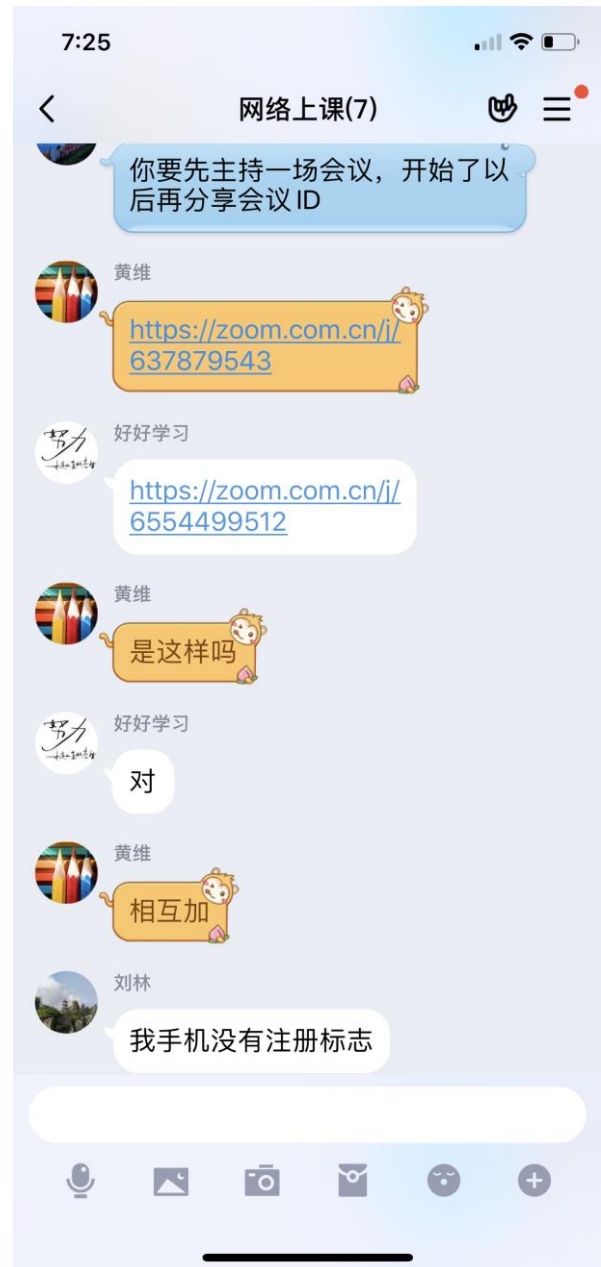 7:25
网络上课(7)
你要先主持一场会议，开始了以
后再分享会议ID
黄维
https://zoom.com.cn/j/
637879543
好好学习
https://zoom.com.cn/j/
6554499512
黄维
是这样吗
好好学习
对
黄维
相互加
刘林
我手机没有注册标志